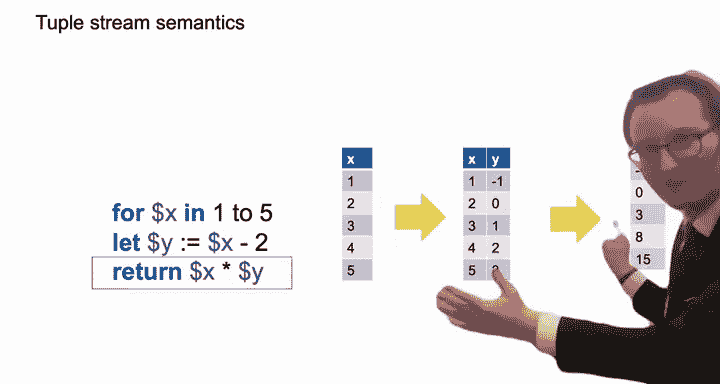 Tuple stream semantics
for $x in 1 to 5
let $y := $x - 2
return $x * $y
x
1
2
3
4
5
x y
1 -1
2 0
3 1
4 2
5
-
0
3
8
15